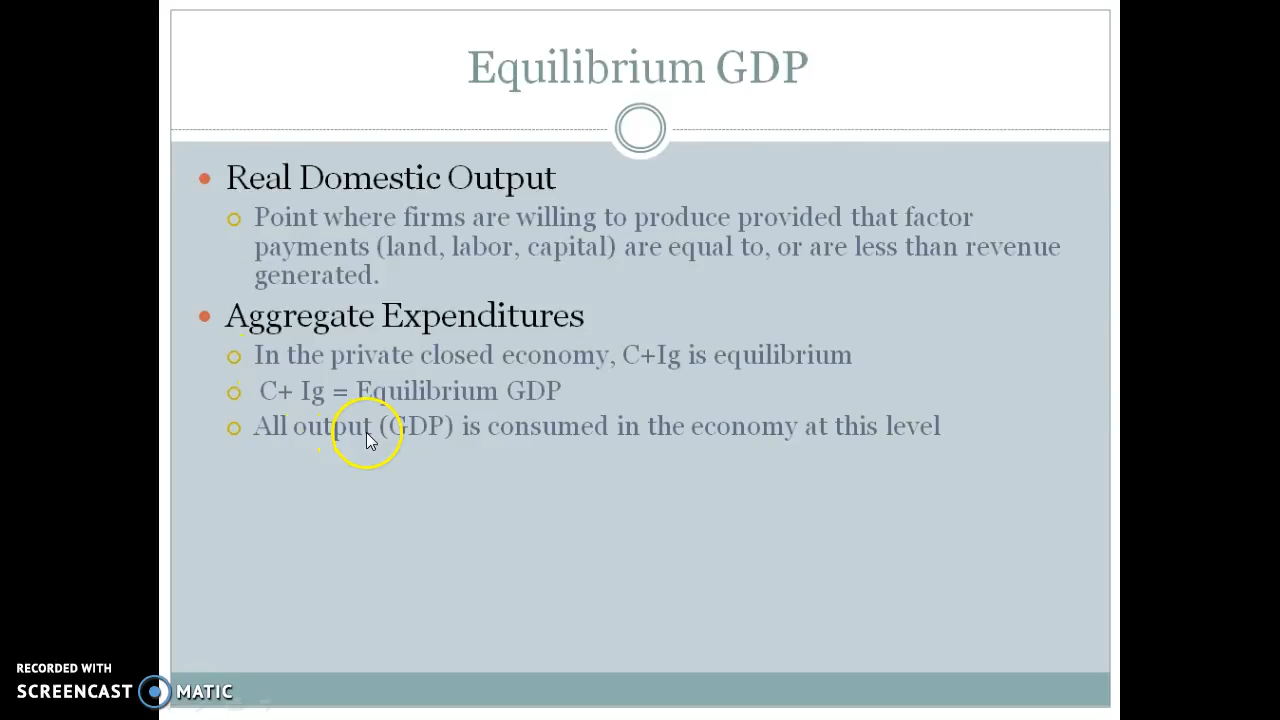 Equilibrium GDP
Real Domestic Output
Point where firms are willing to produce provided that factor
payments (land, labor, capital) are equal to, or are less than revenue
generated.
Aggregate Expenditures
In the private closed economy, C+Ig is equilibrium
C+ Ig = Equilibrium GDP
All output (GDP) is consumed in the economy at this level
RECORDED WITH
SCREENCAST MATIC